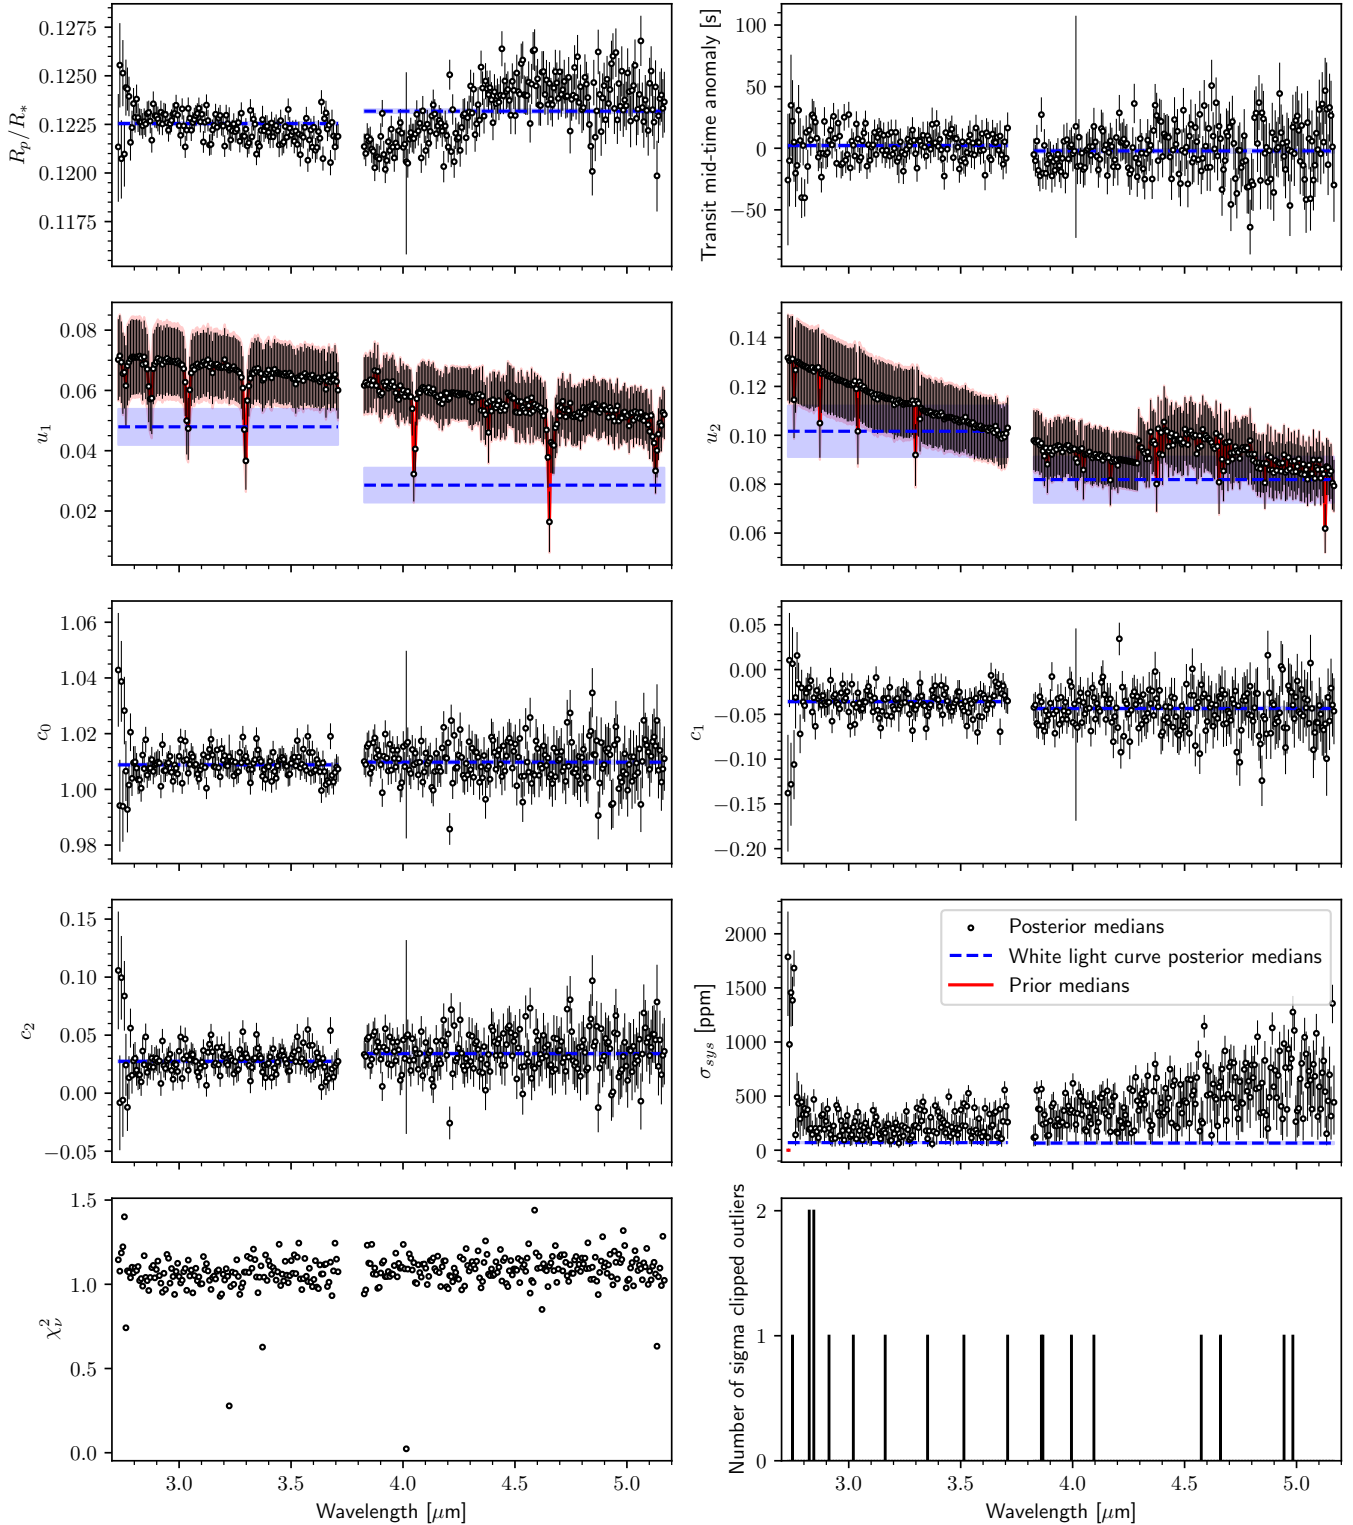 0.1275
0.1250
0.1225
0.1200
0.1175
R_p/R_*
100
50
0
−50
Transit mid-time anomaly [s]
0.08
0.06
0.04
0.02
u_1
0.14
0.12
0.10
0.08
0.06
u_2
1.06
1.04
1.02
1.00
0.98
c_0
0.05
0.00
−0.05
−0.10
−0.15
−0.20
c_1
0.15
0.10
0.05
0.00
−0.05
c_2
2000
1500
1000
500
0
σ_sys [ppm]
Posterior medians
White light curve posterior medians
Prior medians
1.5
1.0
0.5
0.0
χ²_ν
3.0 3.5 4.0 4.5 5.0
Wavelength [μm]
2
1
0
Number of sigma clipped outliers
3.0 3.5 4.0 4.5 5.0
Wavelength [μm]